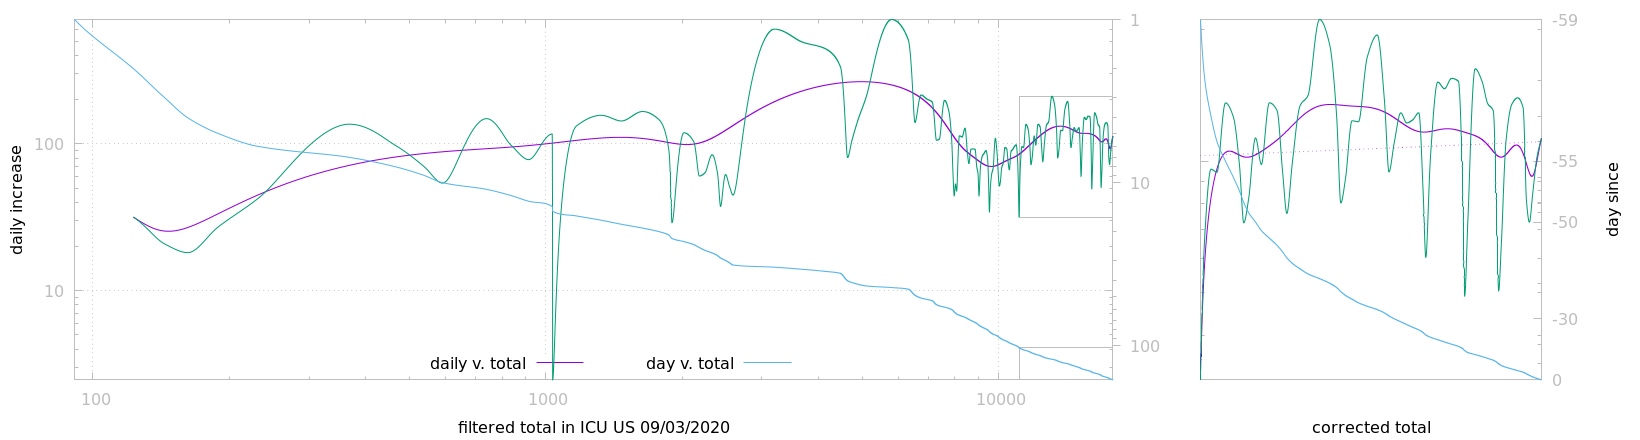 1
-59
100
daily increase
-55
10
day since
-50
10
-30
100
daily v. total
day v. total
0
100
1000
10000
filtered total in ICU US 09/03/2020
corrected total